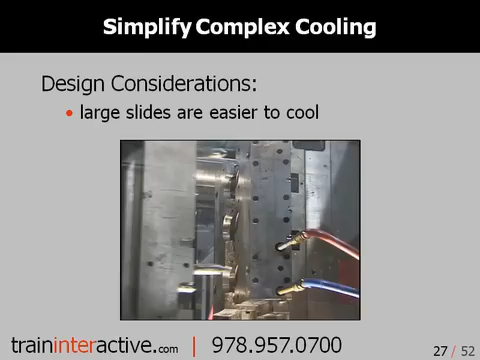 Simplify Complex Cooling
Design Considerations:
• large slides are easier to cool
traininteractive.com | 978.957.0700
27 / 52